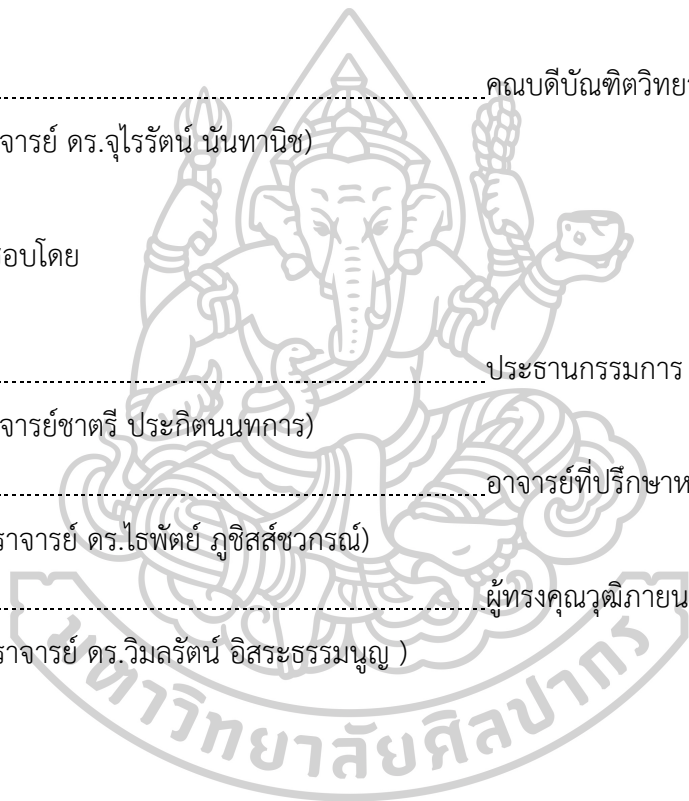 คณบดีบัณฑิตวิทยา
จารย์ ดร.จุไรรัตน์ นันทานิช)
สอบโดย
ประธานกรรมการ
จารย์ชาตรี ประกิตนนทการ)
อาจารย์ที่ปรึกษาห
ราจารย์ ดร.ไธพัตย์ ภูชิสส์ชวกรณ์)
ผู้ทรงคุณวุฒิภายน
ราจารย์ ดร.วิมลรัตน์ อิสระธรรมนูญ )
มหาวิทยาลัยศิลปากร